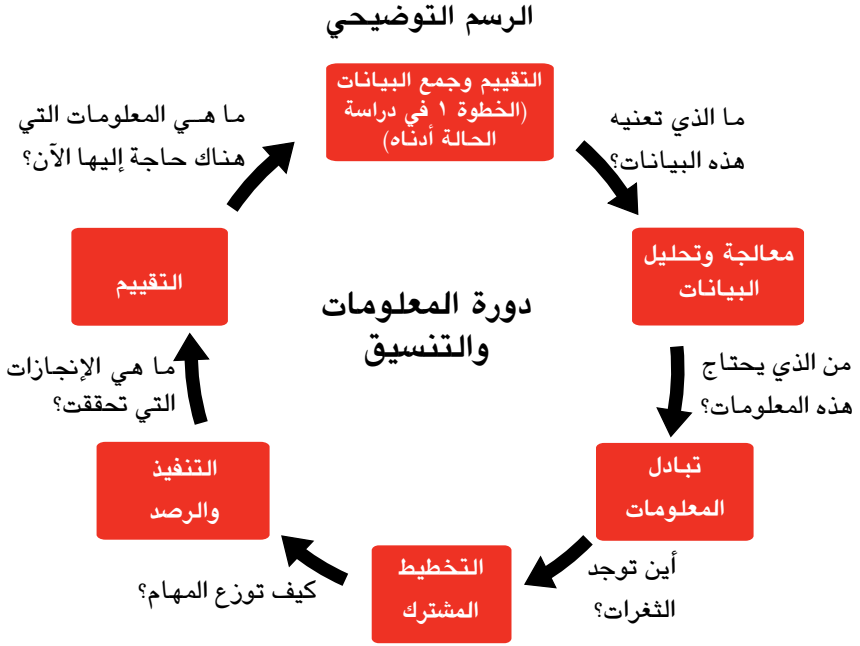 الرسم التوضيحي
التقييم وجمع البيانات
(الخطوة ١ في دراسة
الحالة أدناه)
ما الذي تعنيه
هذه البيانات؟
معالجة وتحليل
البيانات
من الذي يحتاج
هذه المعلومات؟
تبادل
المعلومات
أين توجد
الثغرات؟
التخطيط
المشترك
كيف توزع المهام؟
التنفيذ
والرصد
ما هي الإنجازات
التي تحققت؟
التقييم
ما هي المعلومات التي
هناك حاجة إليها الآن؟
دورة المعلومات
والتنسيق